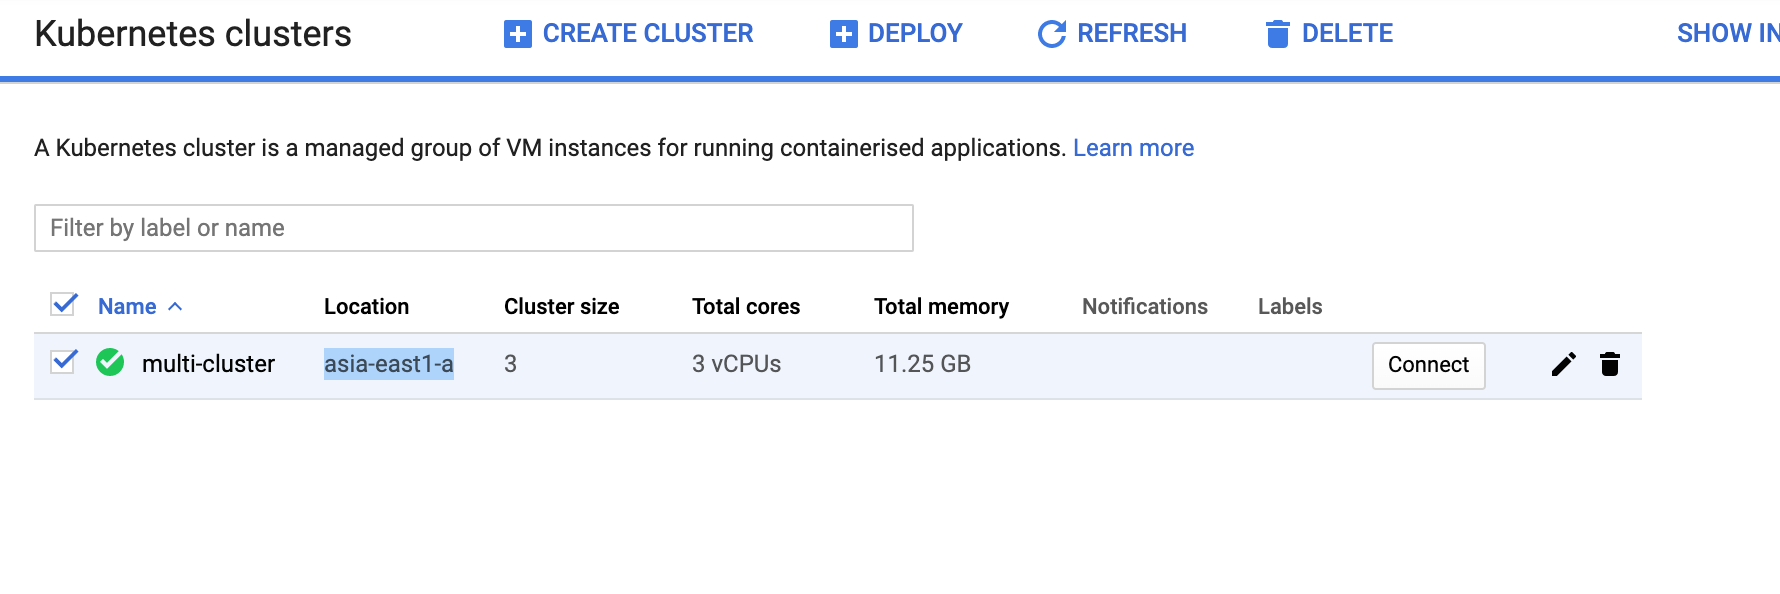 Kubernetes clusters CREATE CLUSTER DEPLOY REFRESH DELETE SHOW IN
A Kubernetes cluster is a managed group of VM instances for running containerised applications. Learn more
Filter by label or name
Name Location Cluster size Total cores Total memory Notifications Labels
multi-cluster asia-east1-a 3 3 vCPUs 11.25 GB Connect